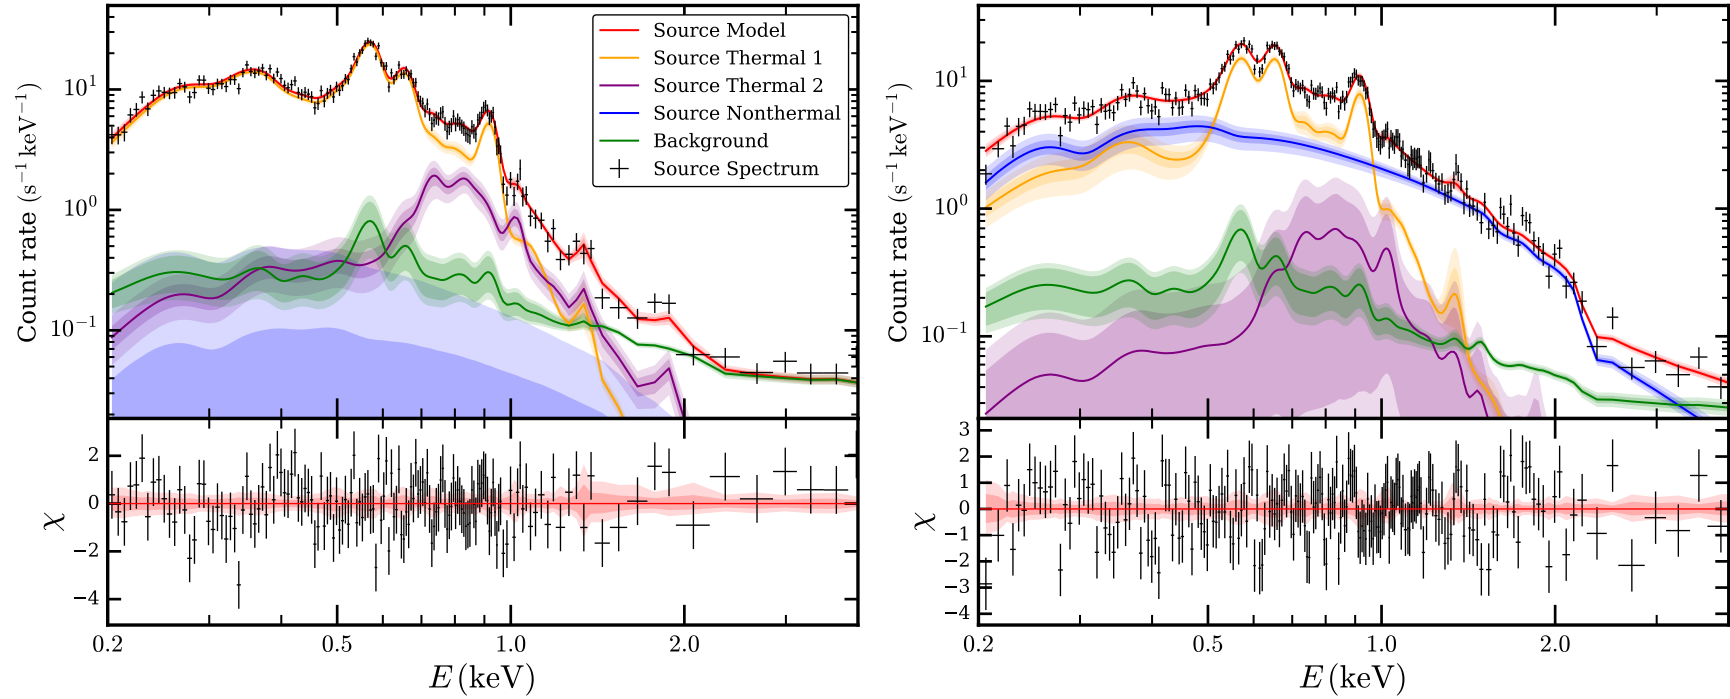 Source Model
Source Thermal 1
Source Thermal 2
Source Nonthermal
Background
Source Spectrum
Count rate (s⁻¹ keV⁻¹)
10¹
10⁰
10⁻¹
χ
2
0
−2
−4
0.2
0.5
1.0
2.0
E (keV)
Count rate (s⁻¹ keV⁻¹)
10¹
10⁰
10⁻¹
χ
3
2
1
0
−1
−2
−3
−4
0.2
0.5
1.0
2.0
E (keV)